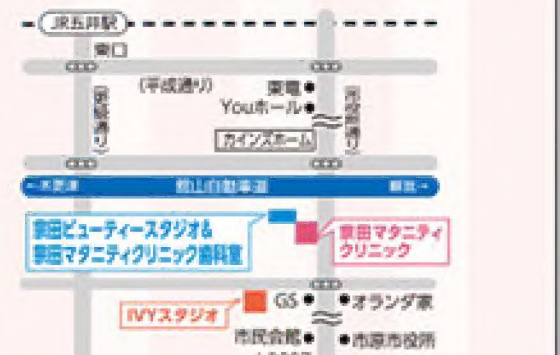 JR五井駅
東口
(平成通り)
東電
Youホール
更級通り
市役所通り
カインズホーム
←木更津
館山自動車道
蘇我→
宗田ビューティースタジオ&
宗田マタニティクリニック歯科室
宗田マタニティ
クリニック
GS
オランダ家
IVYスタジオ
市民会館
市原市役所